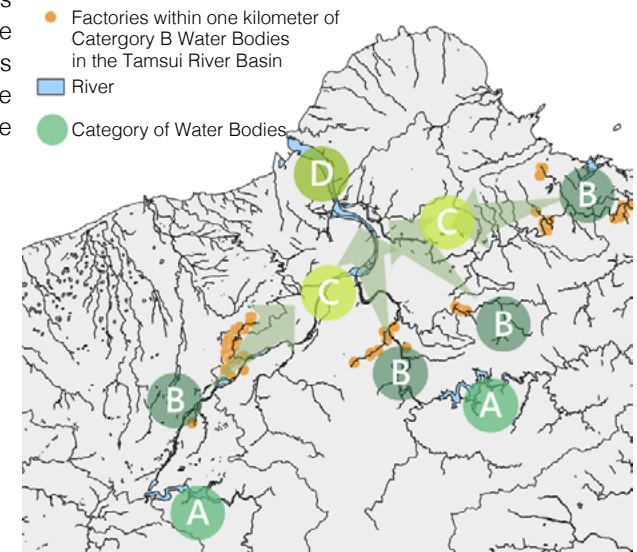 s
e
s
e
e
Factories within one kilometer of
Catergory B Water Bodies
in the Tamsui River Basin
River
Category of Water Bodies
D
B
C
C
B
B
B
A
A